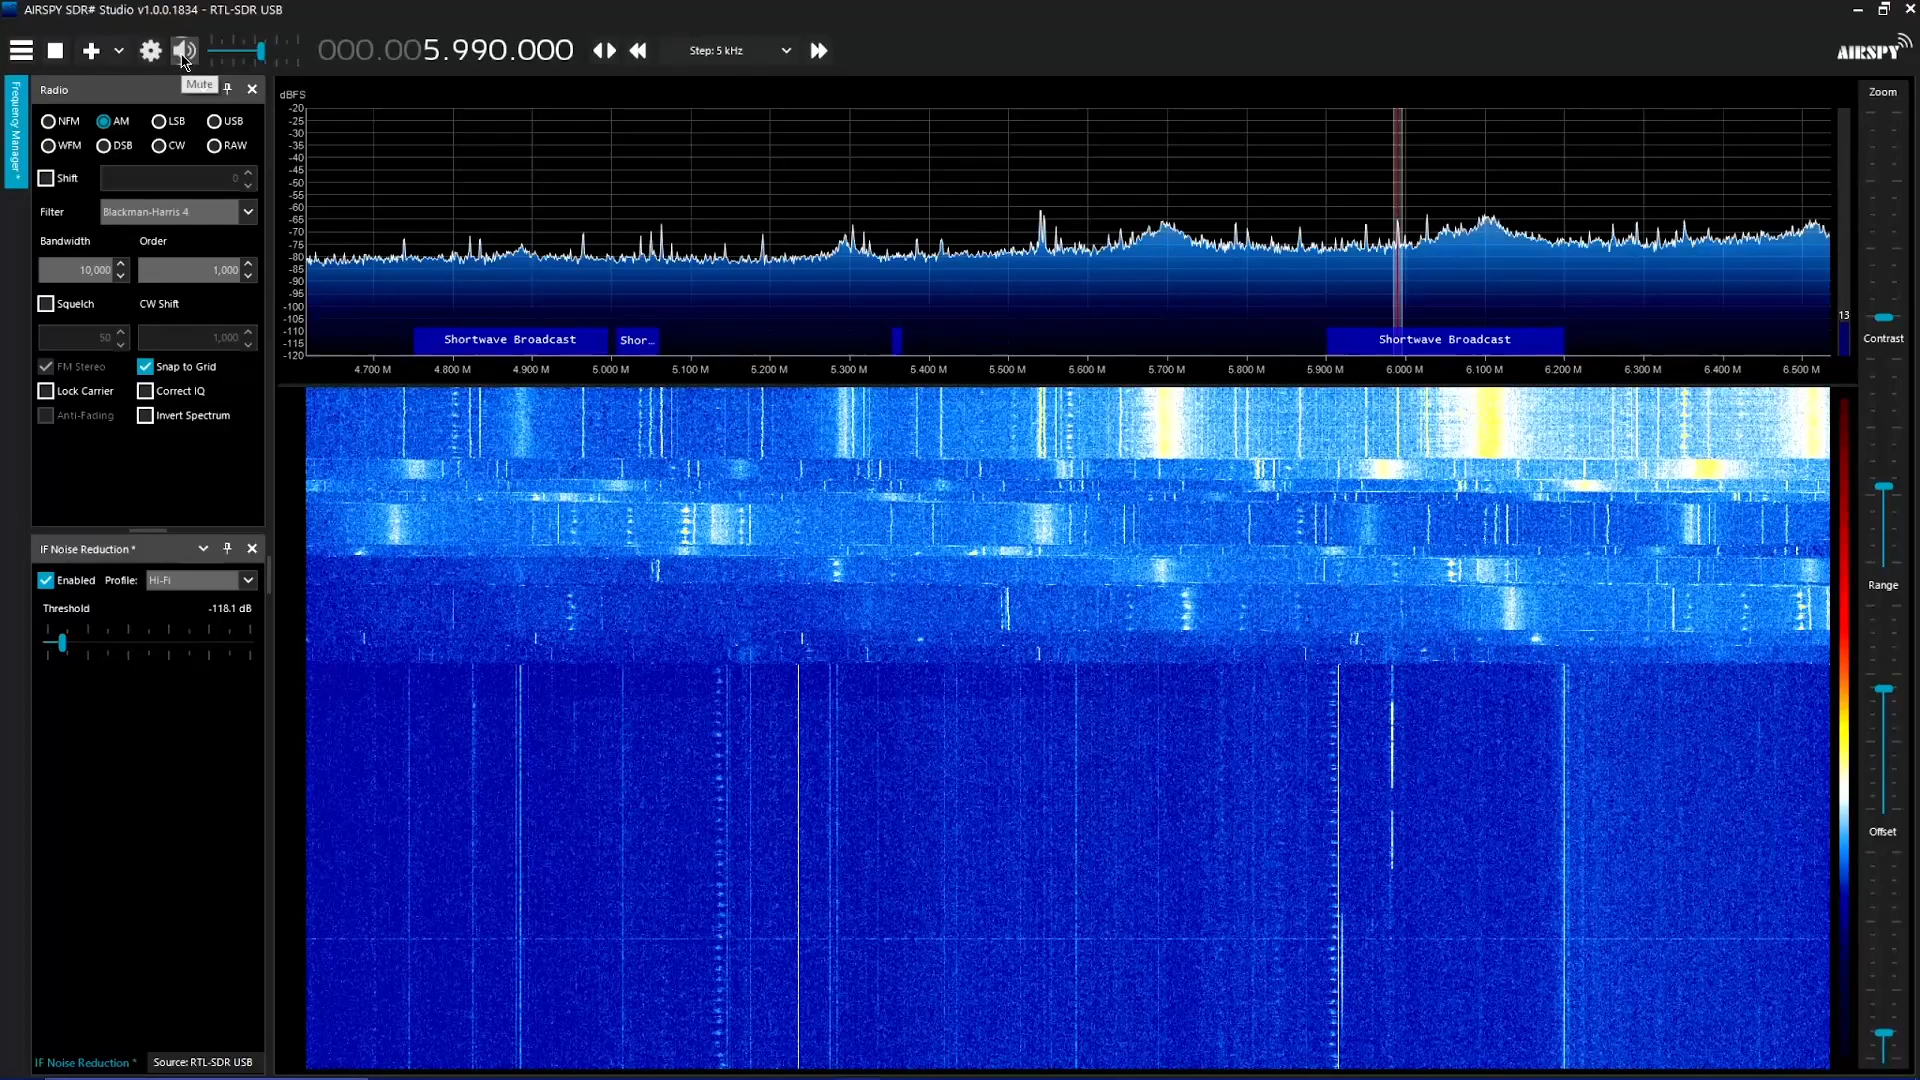 AIRSPY SDR# Studio v1.0.0.1834 - RTL-SDR USB
000.005.990.000
Step: 5 kHz
AIRSPY
Mute
Frequency Manager *
Radio
NFM AM LSB USB
WFM DSB CW RAW
Shift 0
Filter Blackman-Harris 4
Bandwidth Order
10,000 1,000
Squelch CW Shift
50 1,000
FM Stereo Snap to Grid
Lock Carrier Correct IQ
Anti-Fading Invert Spectrum
IF Noise Reduction *
Enabled Profile: Hi-Fi
Threshold -118.1 dB
IF Noise Reduction * Source: RTL-SDR USB
dBFS
-20
-25
-30
-35
-40
-45
-50
-55
-60
-65
-70
-75
-80
-85
-90
-95
-100
-105
-110
-115
-120
Shortwave Broadcast Shor... Shortwave Broadcast
4.700 M 4.800 M 4.900 M 5.000 M 5.100 M 5.200 M 5.300 M 5.400 M 5.500 M 5.600 M 5.700 M 5.800 M 5.900 M 6.000 M 6.100 M 6.200 M 6.300 M 6.400 M 6.500 M
13
Zoom
Contrast
Range
Offset